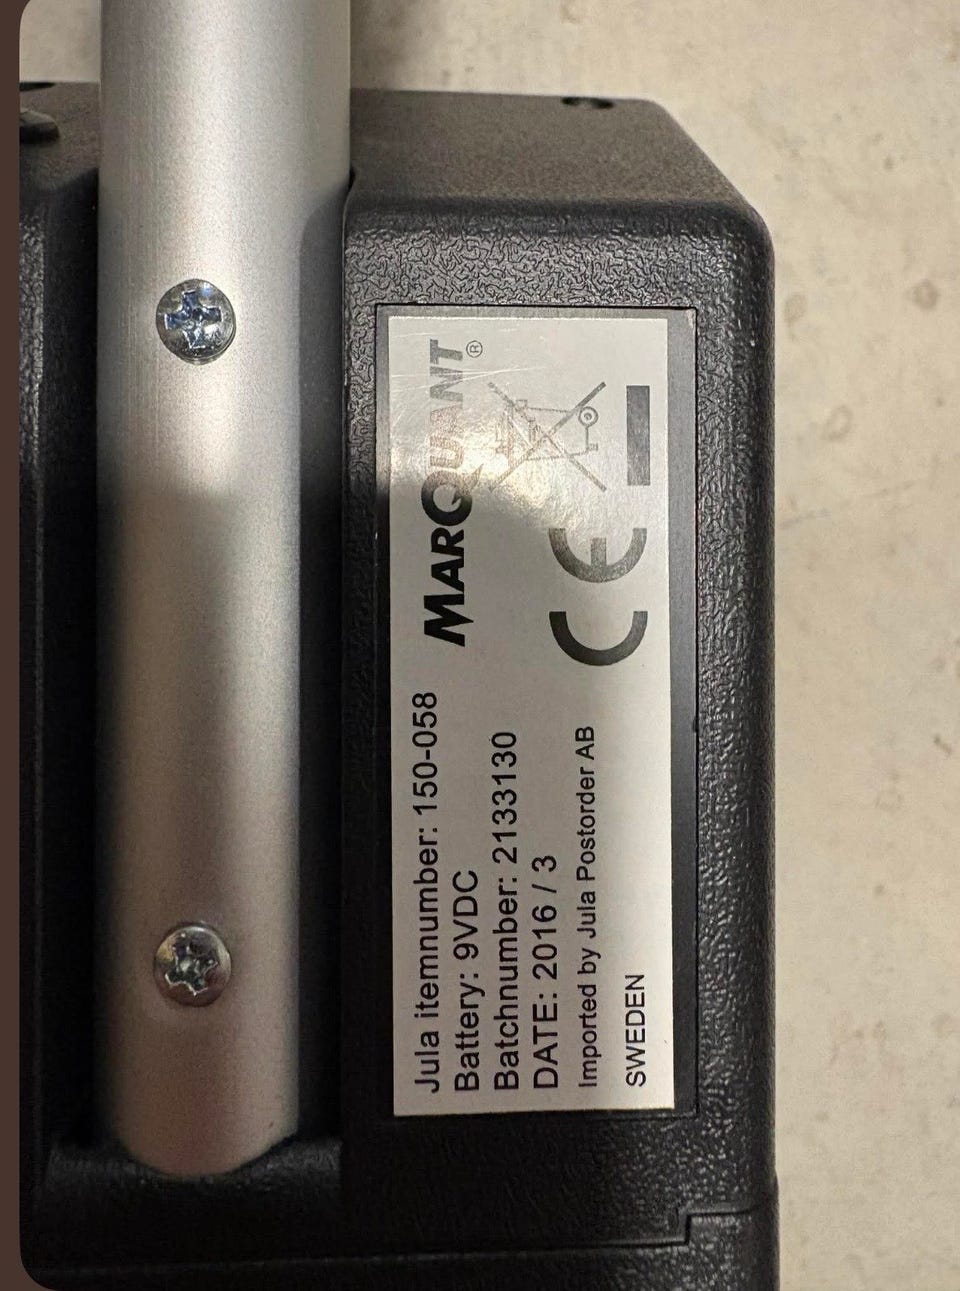 Jula itemnumber: 150-058
Battery: 9VDC
Batchnumber: 2133130
DATE: 2016 / 3
Imported by Jula Postorder AB
SWEDEN
MARQUANT®
CE